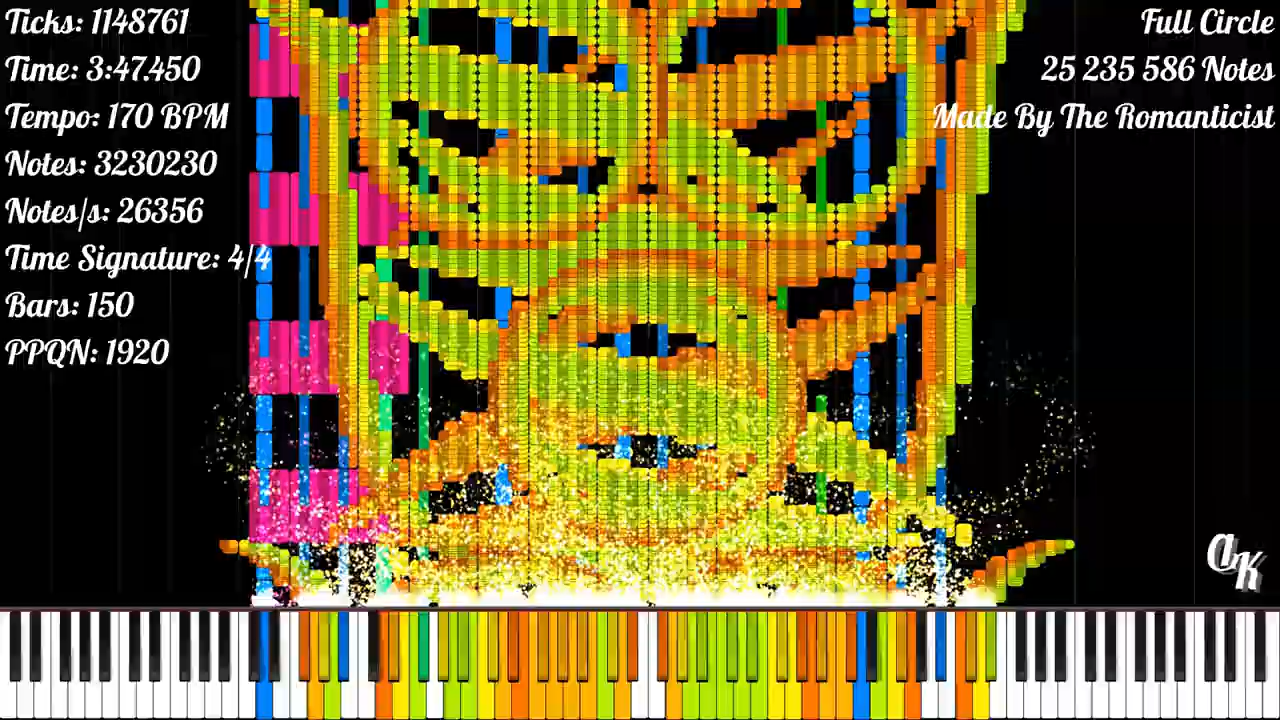 Ticks: 1148761
Time: 3:47.450
Tempo: 170 BPM
Notes: 3230230
Notes/s: 26356
Time Signature: 4/4
Bars: 150
PPQN: 1920
Full Circle
25 235 586 Notes
Made By The Romanticist
AK